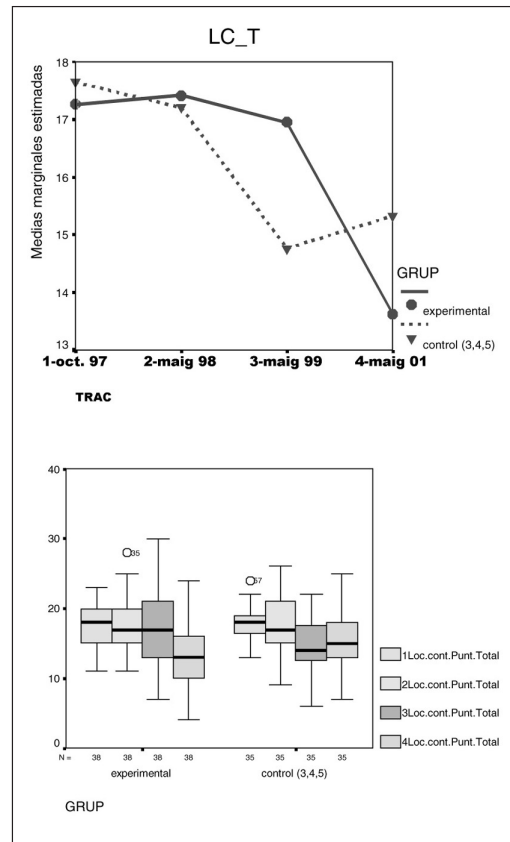 LC_T
18
17
16
15
14
13
Medias marginales estimadas
1-oct. 97 2-maig 98 3-maig 99 4-maig 01
TRAC
GRUP
experimental
control (3,4,5)
40
30
20
10
0
35
57
N = 38 38 38 38 35 35 35 35
experimental control (3,4,5)
GRUP
1Loc.cont.Punt.Total
2Loc.cont.Punt.Total
3Loc.cont.Punt.Total
4Loc.cont.Punt.Total